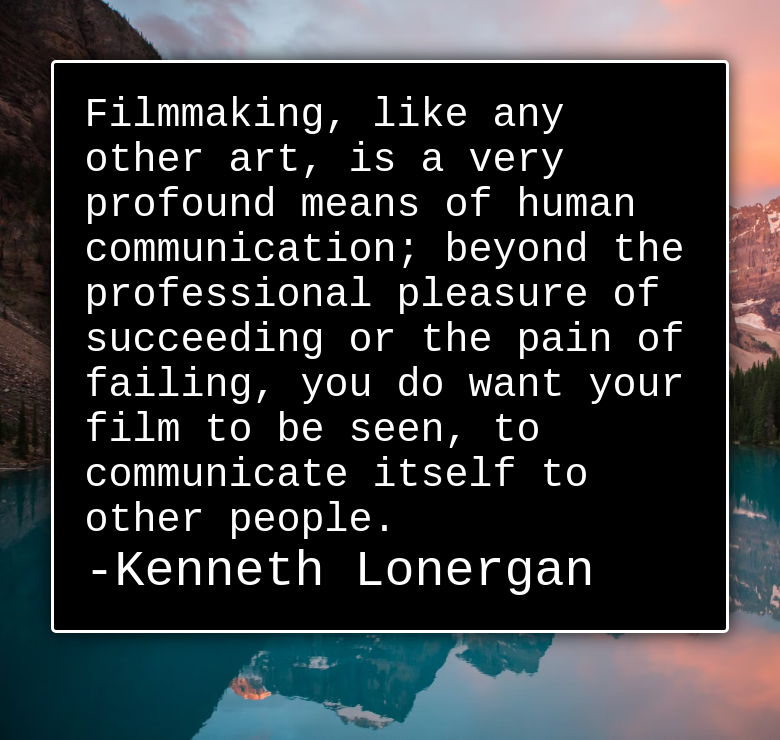 Filmmaking, like any
other art, is a very
profound means of human
communication; beyond the
professional pleasure of
succeeding or the pain of
failing, you do want your
film to be seen, to
communicate itself to
other people.
-Kenneth Lonergan